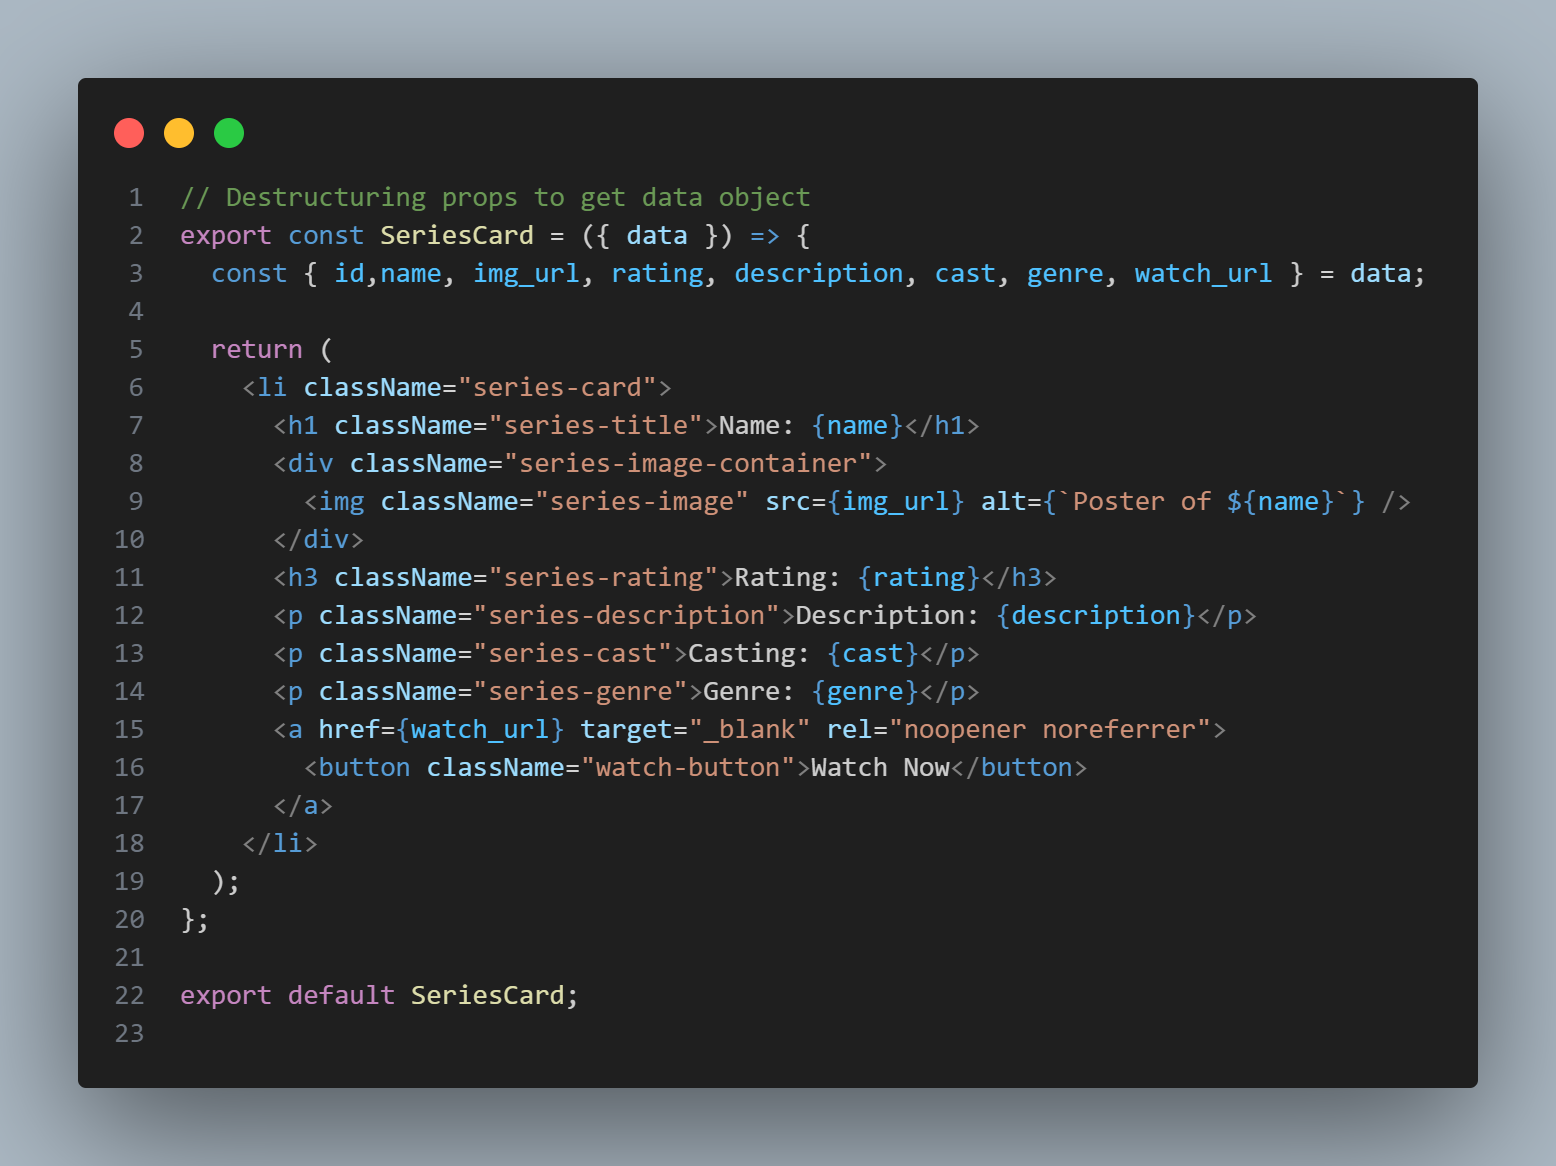 1 // Destructuring props to get data object
2 export const SeriesCard = ({ data }) => {
3   const { id,name, img_url, rating, description, cast, genre, watch_url } = data;
4
5   return (
6     <li className="series-card">
7       <h1 className="series-title">Name: {name}</h1>
8       <div className="series-image-container">
9         <img className="series-image" src={img_url} alt={`Poster of ${name}`} />
10       </div>
11       <h3 className="series-rating">Rating: {rating}</h3>
12       <p className="series-description">Description: {description}</p>
13       <p className="series-cast">Casting: {cast}</p>
14       <p className="series-genre">Genre: {genre}</p>
15       <a href={watch_url} target="_blank" rel="noopener noreferrer">
16         <button className="watch-button">Watch Now</button>
17       </a>
18     </li>
19   );
20 };
21
22 export default SeriesCard;
23